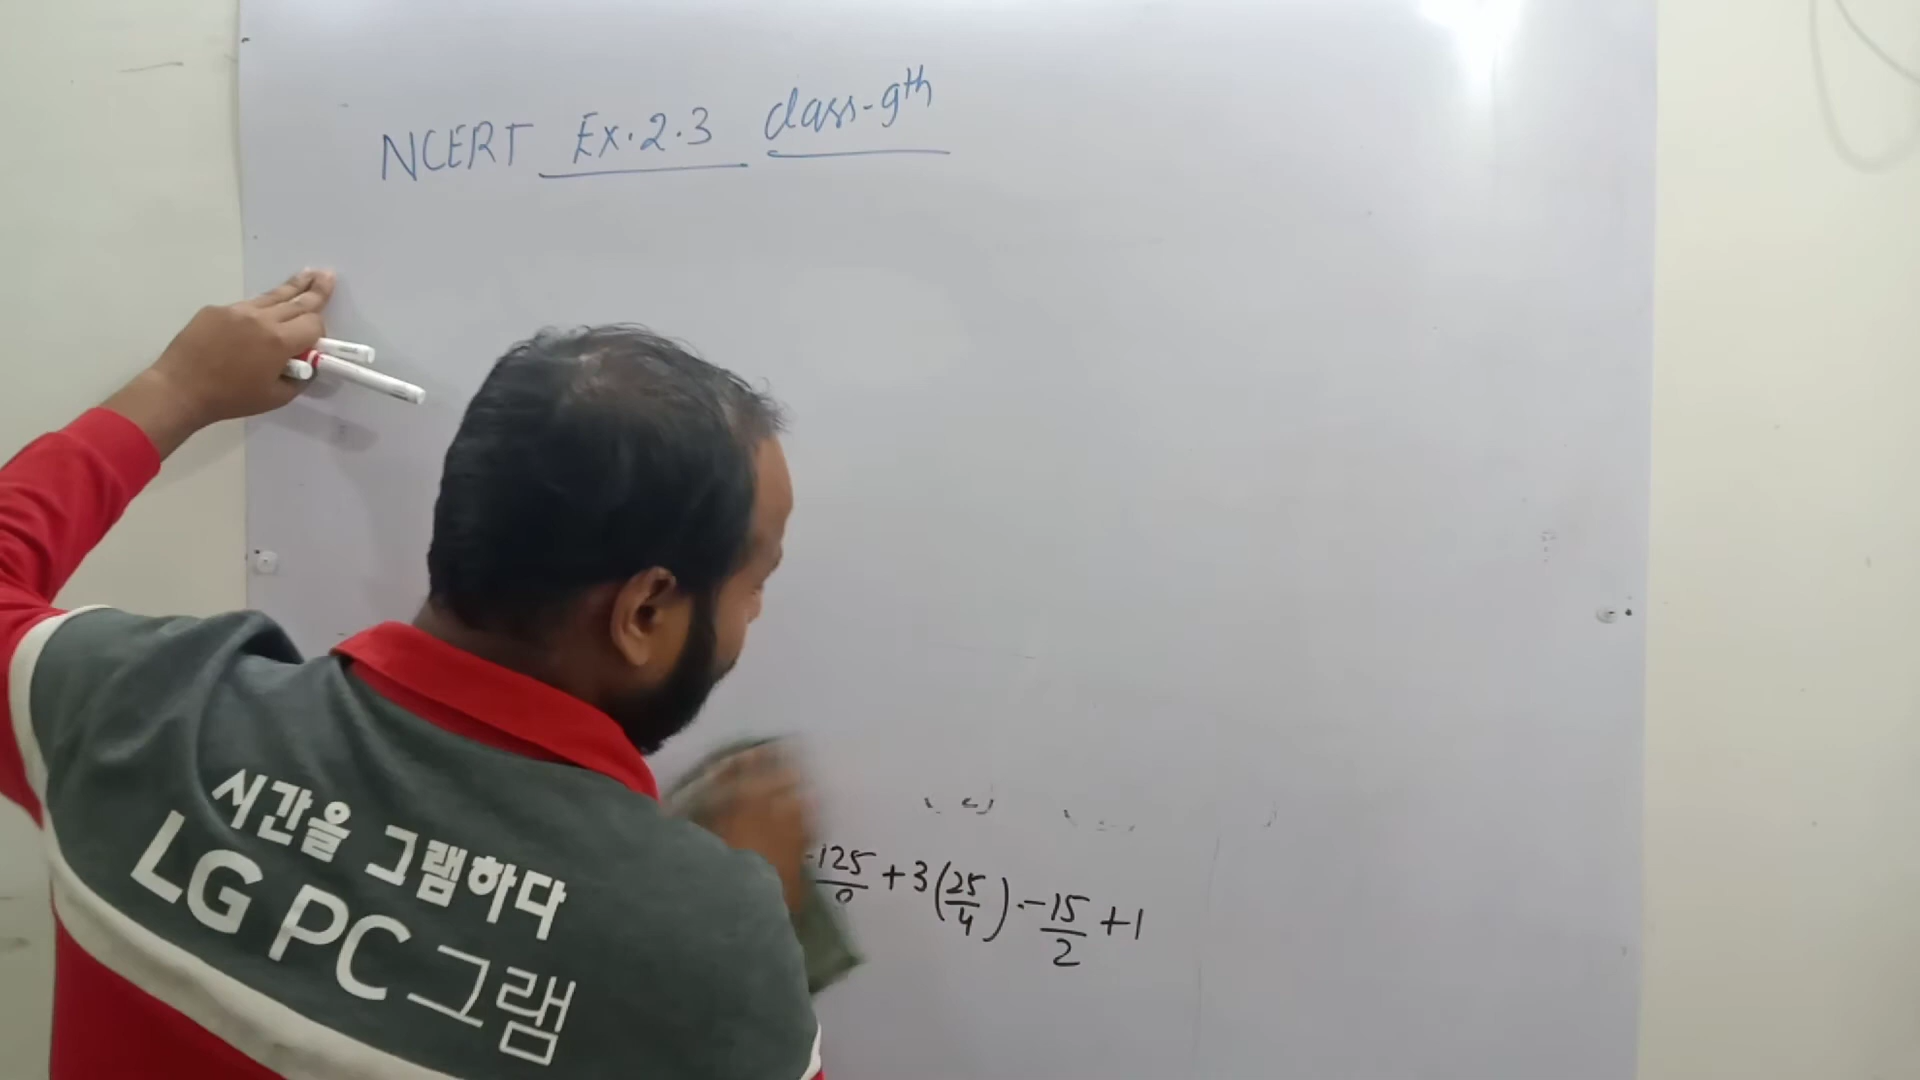 NCERT Ex. 2.3 class-9th
-125/8 + 3(25/4) - -15/2 + 1
시간을 그램하다
LG PC 그램